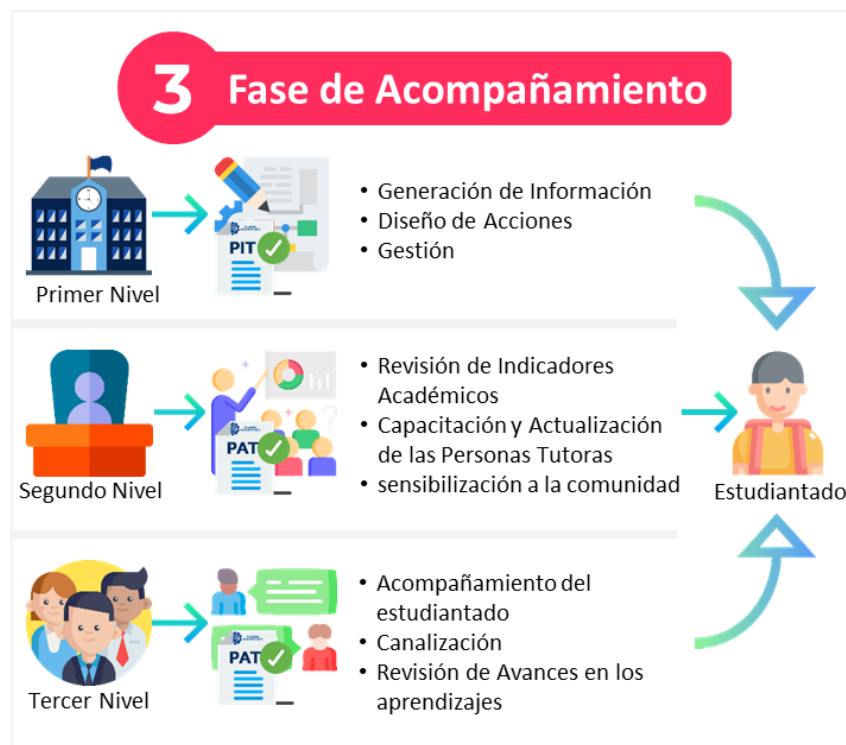 3 Fase de Acompañamiento
PIT
• Generación de Información
• Diseño de Acciones
• Gestión
Primer Nivel
PAT
• Revisión de Indicadores
Académicos
• Capacitación y Actualización
de las Personas Tutoras
• sensibilización a la comunidad
Segundo Nivel
Estudiantado
PAT
• Acompañamiento del
estudiantado
• Canalización
• Revisión de Avances en los
aprendizajes
Tercer Nivel